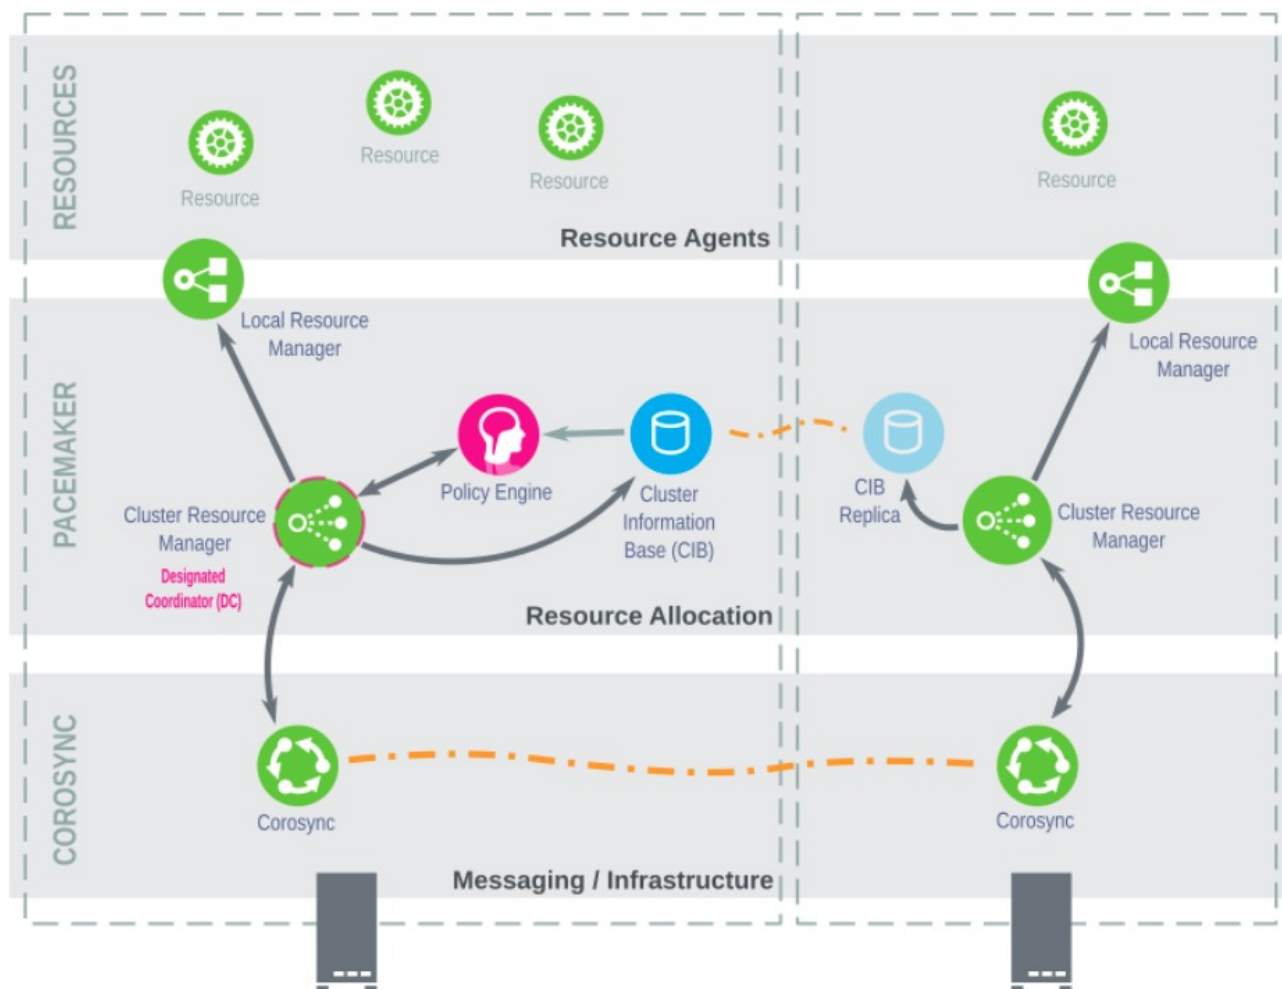 RESOURCES
Resource
Resource
Resource
Resource
Resource Agents
Local Resource
Manager
Local Resource
Manager
PACEMAKER
Policy Engine
Cluster
Information
Base (CIB)
CIB
Replica
Cluster Resource
Manager
Designated
Coordinator (DC)
Cluster Resource
Manager
Resource Allocation
COROSYNC
Corosync
Corosync
Messaging / Infrastructure